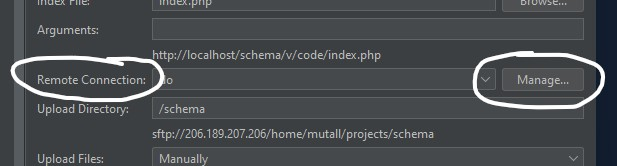 Index File: index.php Browse...
Arguments:
http://localhost/schema/v/code/index.php
Remote Connection: Manage...
Upload Directory: /schema
sftp://206.189.207.206/home/mutall/projects/schema
Upload Files: Manually